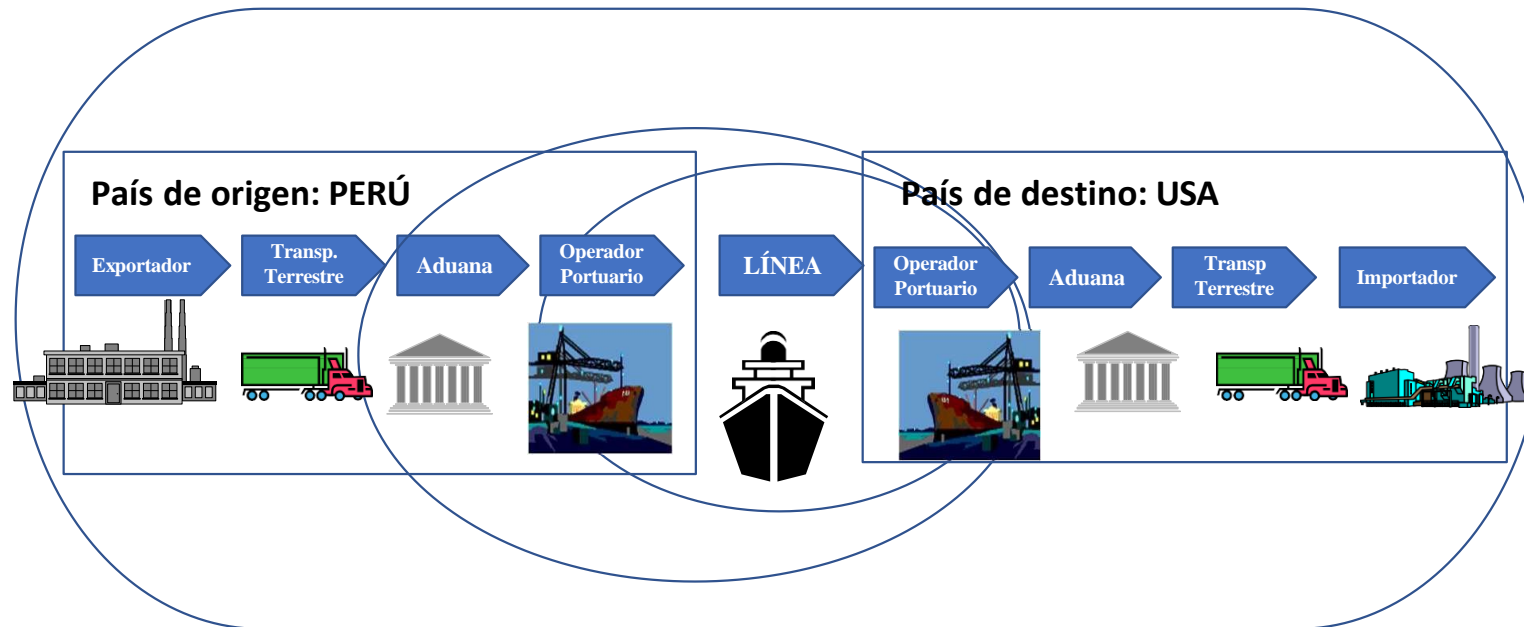 País de origen: PERÚ
Exportador
Transp.
Terrestre
Aduana
Operador
Portuario
LÍNEA
País de destino: USA
Operador
Portuario
Aduana
Transp
Terrestre
Importador